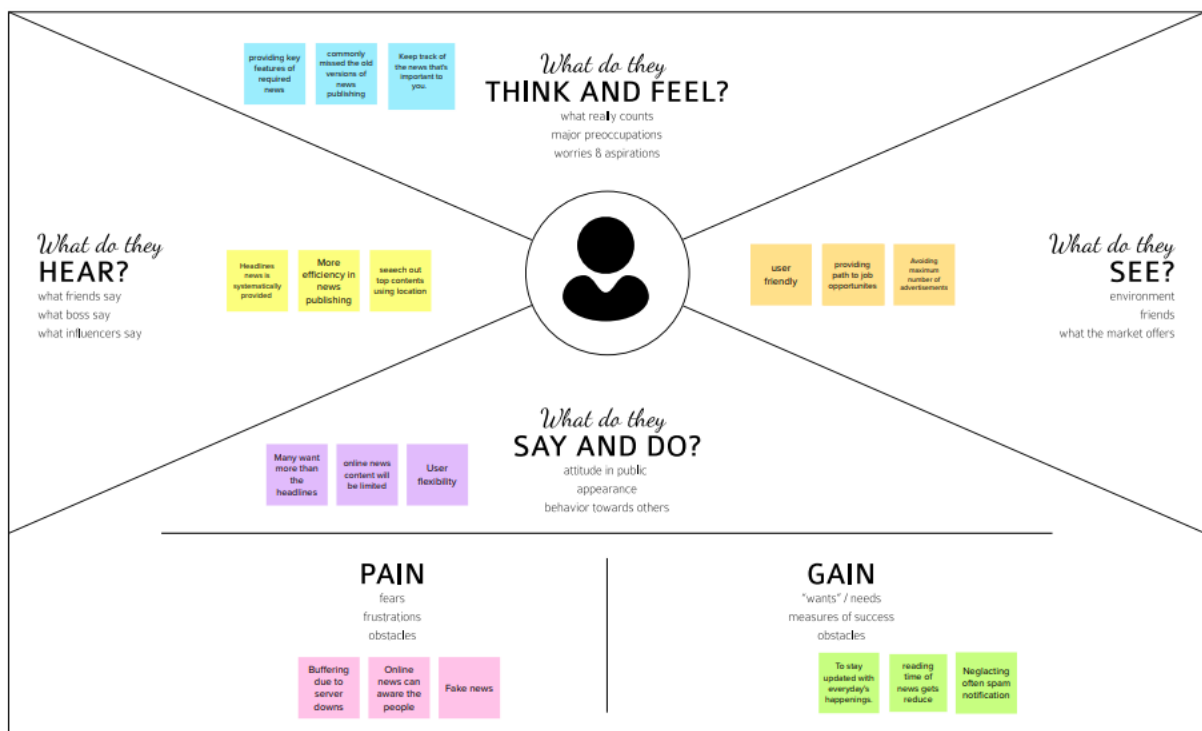 providing key
features of
required
news
commonly
missed the old
versions of
news
publishing
Keep track of
the news that's
important to
you.
What do they
THINK AND FEEL?
what really counts
major preoccupations
worries & aspirations
What do they
HEAR?
what friends say
what boss say
what influencers say
Headlines
news is
systematically
provided
More
efficiency in
news
publishing
seaech out
top contents
using location
user
friendly
providing
path to job
opportunites
Avoiding
maximum
number of
advertisements
What do they
SEE?
environment
friends
what the market offers
What do they
SAY AND DO?
attitude in public
appearance
behavior towards others
Many want
more than
the
headlines
online news
content will
be limited
User
flexibility
PAIN
fears
frustrations
obstacles
Buffering
due to
server
downs
Online
news can
aware the
people
Fake news
GAIN
"wants" / needs
measures of success
obstacles
To stay
updated with
everyday's
happenings.
reading
time of
news gets
reduce
Neglacting
often spam
notification